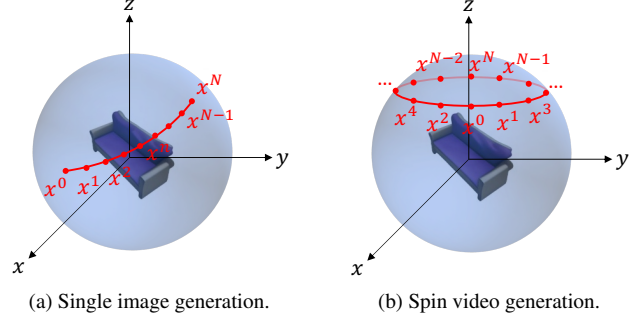 z
x^N
x^{N-1}
x^n
y
x^0
x^1
x^2
x
(a) Single image generation.
z
x^{N-2}
x^N
x^{N-1}
...
...
x^4
x^2
x^0
x^1
x^3
y
x
(b) Spin video generation.